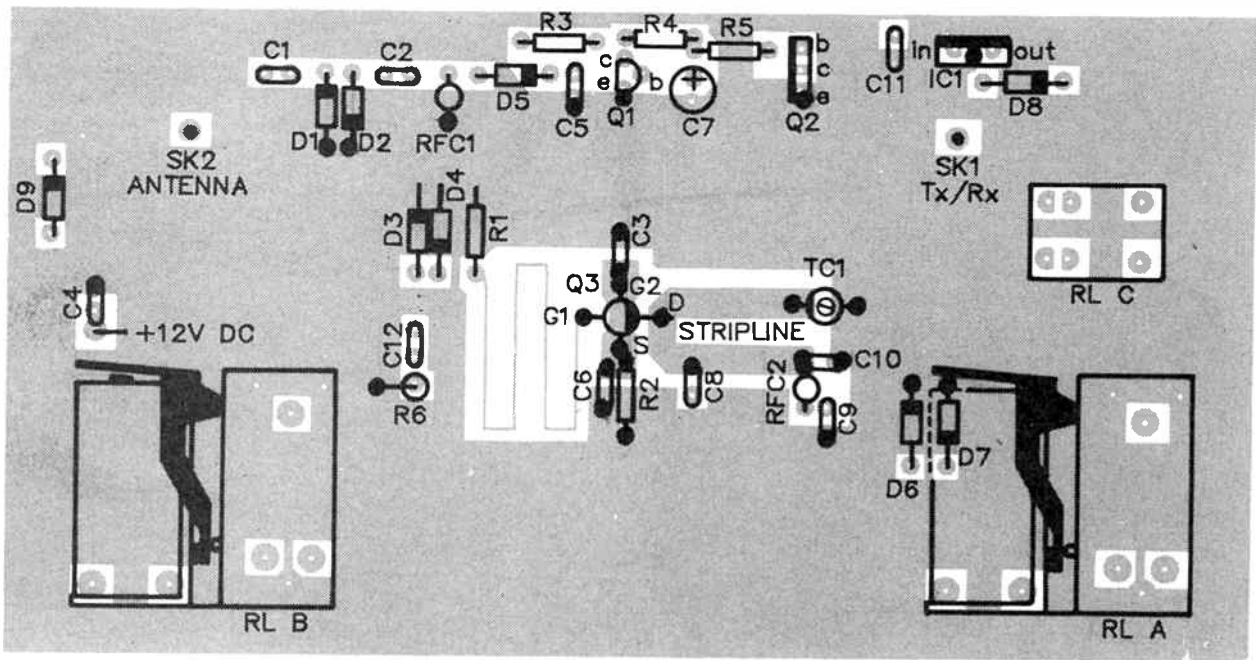 R3
R4
R5
C1
C2
b
c
e
c
e
b
in
out
IC1
C11
D5
D8
C5
Q1
C7
Q2
D1
D2
RFC1
SK2
ANTENNA
SK1
Tx/Rx
D9
D3
D4
R1
C3
Q3
G2
G1
D
S
TC1
STRIPLINE
RL C
C4
+12V DC
C12
R6
C6
R2
C8
RFC2
C10
C9
D6
D7
RL B
RL A